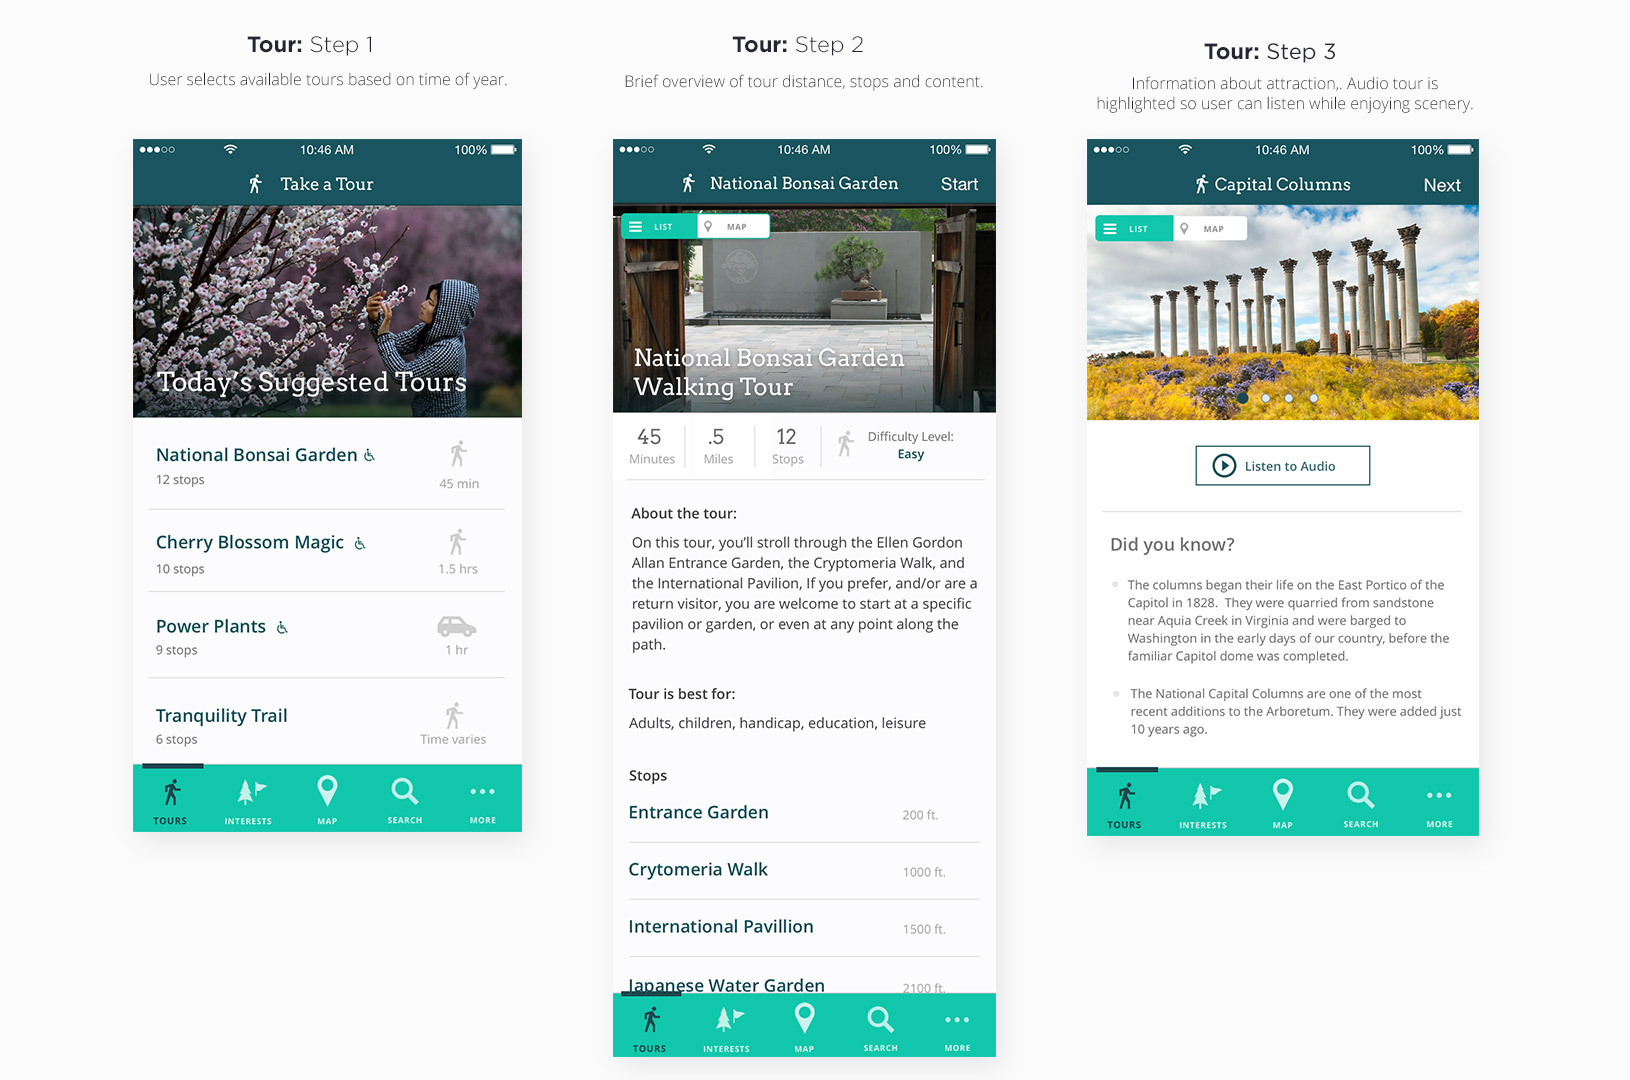 Tour: Step 1
User selects available tours based on time of year.
10:46 AM
100%
Take a Tour
Today's Suggested Tours
National Bonsai Garden
12 stops
45 min
Cherry Blossom Magic
10 stops
1.5 hrs
Power Plants
9 stops
1 hr
Tranquility Trail
6 stops
Time varies
TOURS
INTERESTS
MAP
SEARCH
MORE
Tour: Step 2
Brief overview of tour distance, stops and content.
10:46 AM
100%
National Bonsai Garden
Start
LIST
MAP
National Bonsai Garden
Walking Tour
45
Minutes
.5
Miles
12
Stops
Difficulty Level:
Easy
About the tour:
On this tour, you'll stroll through the Ellen Gordon
Allan Entrance Garden, the Cryptomeria Walk, and
the International Pavilion, If you prefer, and/or are a
return visitor, you are welcome to start at a specific
pavilion or garden, or even at any point along the
path.
Tour is best for:
Adults, children, handicap, education, leisure
Stops
Entrance Garden
200 ft.
Crytomeria Walk
1000 ft.
International Pavillion
1500 ft.
Japanese Water Garden
2100 ft.
TOURS
INTERESTS
MAP
SEARCH
MORE
Tour: Step 3
Information about attraction,. Audio tour is
highlighted so user can listen while enjoying scenery.
10:46 AM
100%
Capital Columns
Next
LIST
MAP
Listen to Audio
Did you know?
The columns began their life on the East Portico of the
Capitol in 1828. They were quarried from sandstone
near Aquia Creek in Virginia and were barged to
Washington in the early days of our country, before the
familiar Capitol dome was completed.
The National Capital Columns are one of the most
recent additions to the Arboretum. They were added just
10 years ago.
TOURS
INTERESTS
MAP
SEARCH
MORE